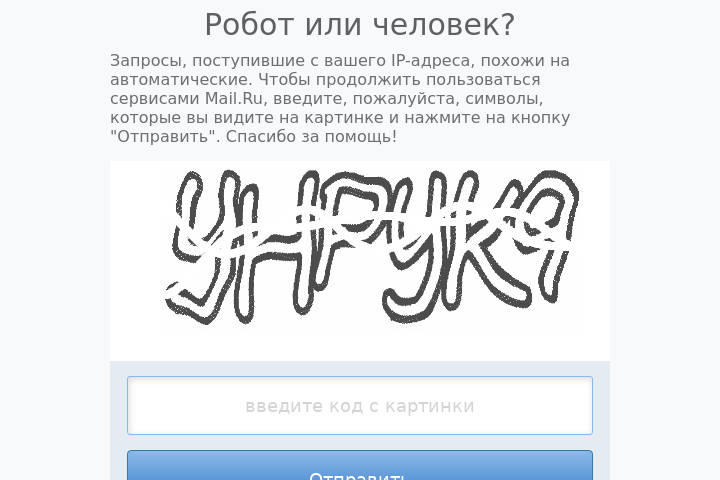 Робот или человек?
Запросы, поступившие с вашего IP-адреса, похожи на
автоматические. Чтобы продолжить пользоваться
сервисами Mail.Ru, введите, пожалуйста, символы,
которые вы видите на картинке и нажмите на кнопку
"Отправить". Спасибо за помощь!
введите код с картинки
Отправить